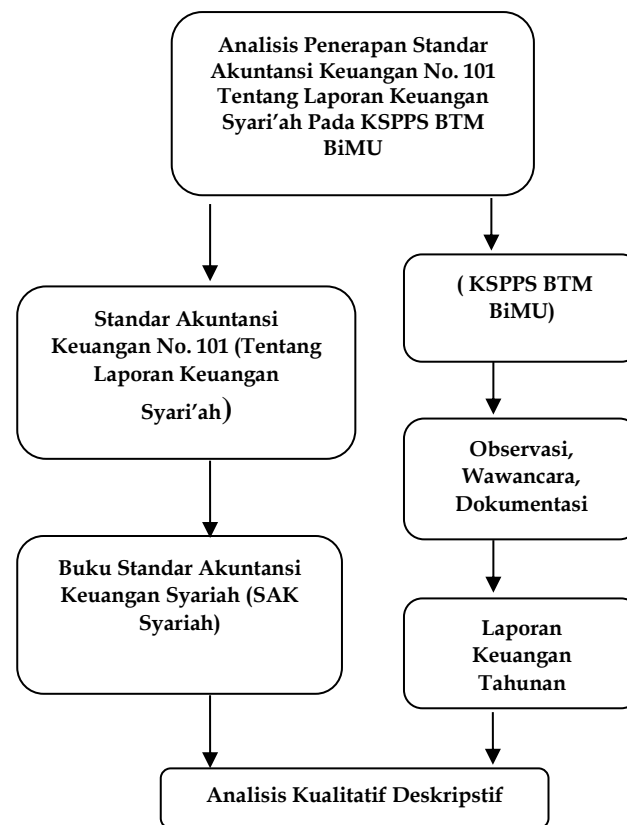 Analisis Penerapan Standar
Akuntansi Keuangan No. 101
Tentang Laporan Keuangan
Syari’ah Pada KSPPS BTM
BiMU
( KSPPS BTM
BiMU)
Standar Akuntansi
Keuangan No. 101 (Tentang
Laporan Keuangan
Syari’ah)
Observasi,
Wawancara,
Dokumentasi
Buku Standar Akuntansi
Keuangan Syariah (SAK
Syariah)
Laporan
Keuangan
Tahunan
Analisis Kualitatif Deskripstif